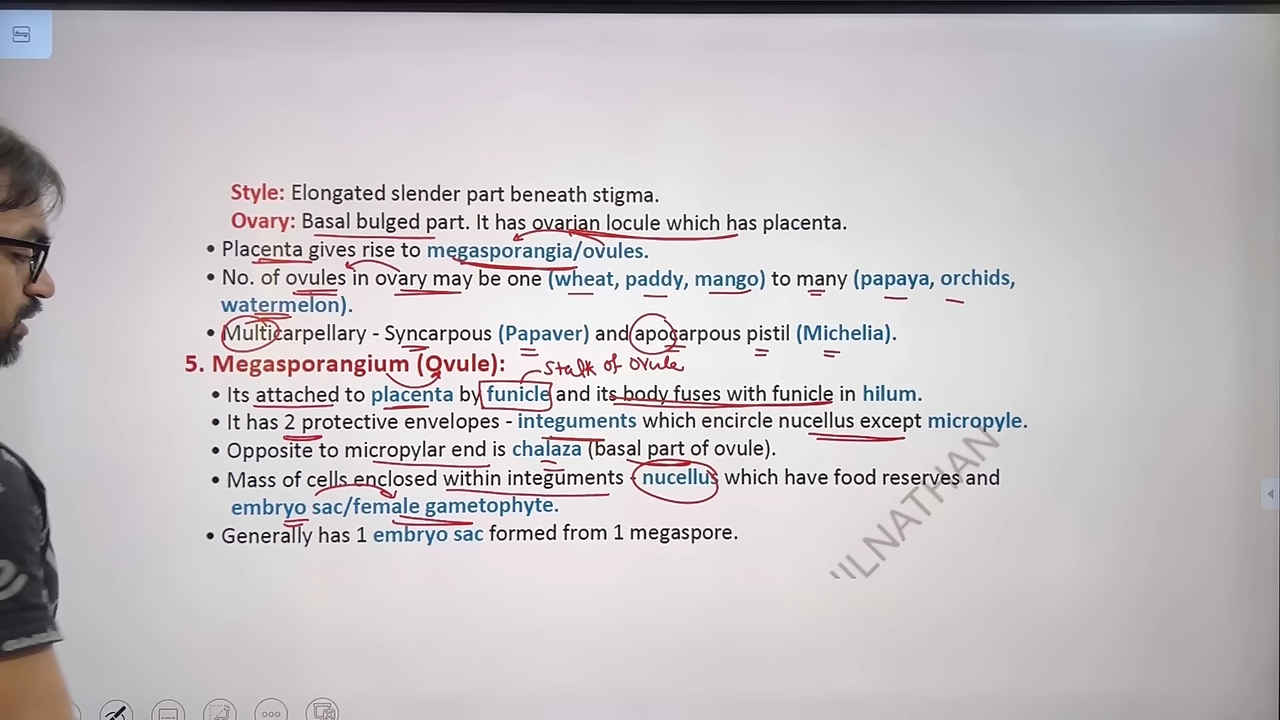 Style: Elongated slender part beneath stigma.
Ovary: Basal bulged part. It has ovarian locule which has placenta.
• Placenta gives rise to megasporangia/ovules.
• No. of ovules in ovary may be one (wheat, paddy, mango) to many (papaya, orchids,
watermelon).
• Multicarpellary - Syncarpous (Papaver) and apocarpous pistil (Michelia).
5. Megasporangium (Ovule):
Stalk of ovule
• Its attached to placenta by funicle and its body fuses with funicle in hilum.
• It has 2 protective envelopes - integuments which encircle nucellus except micropyle.
• Opposite to micropylar end is chalaza (basal part of ovule).
• Mass of cells enclosed within integuments - nucellus which have food reserves and
embryo sac/female gametophyte.
• Generally has 1 embryo sac formed from 1 megaspore.